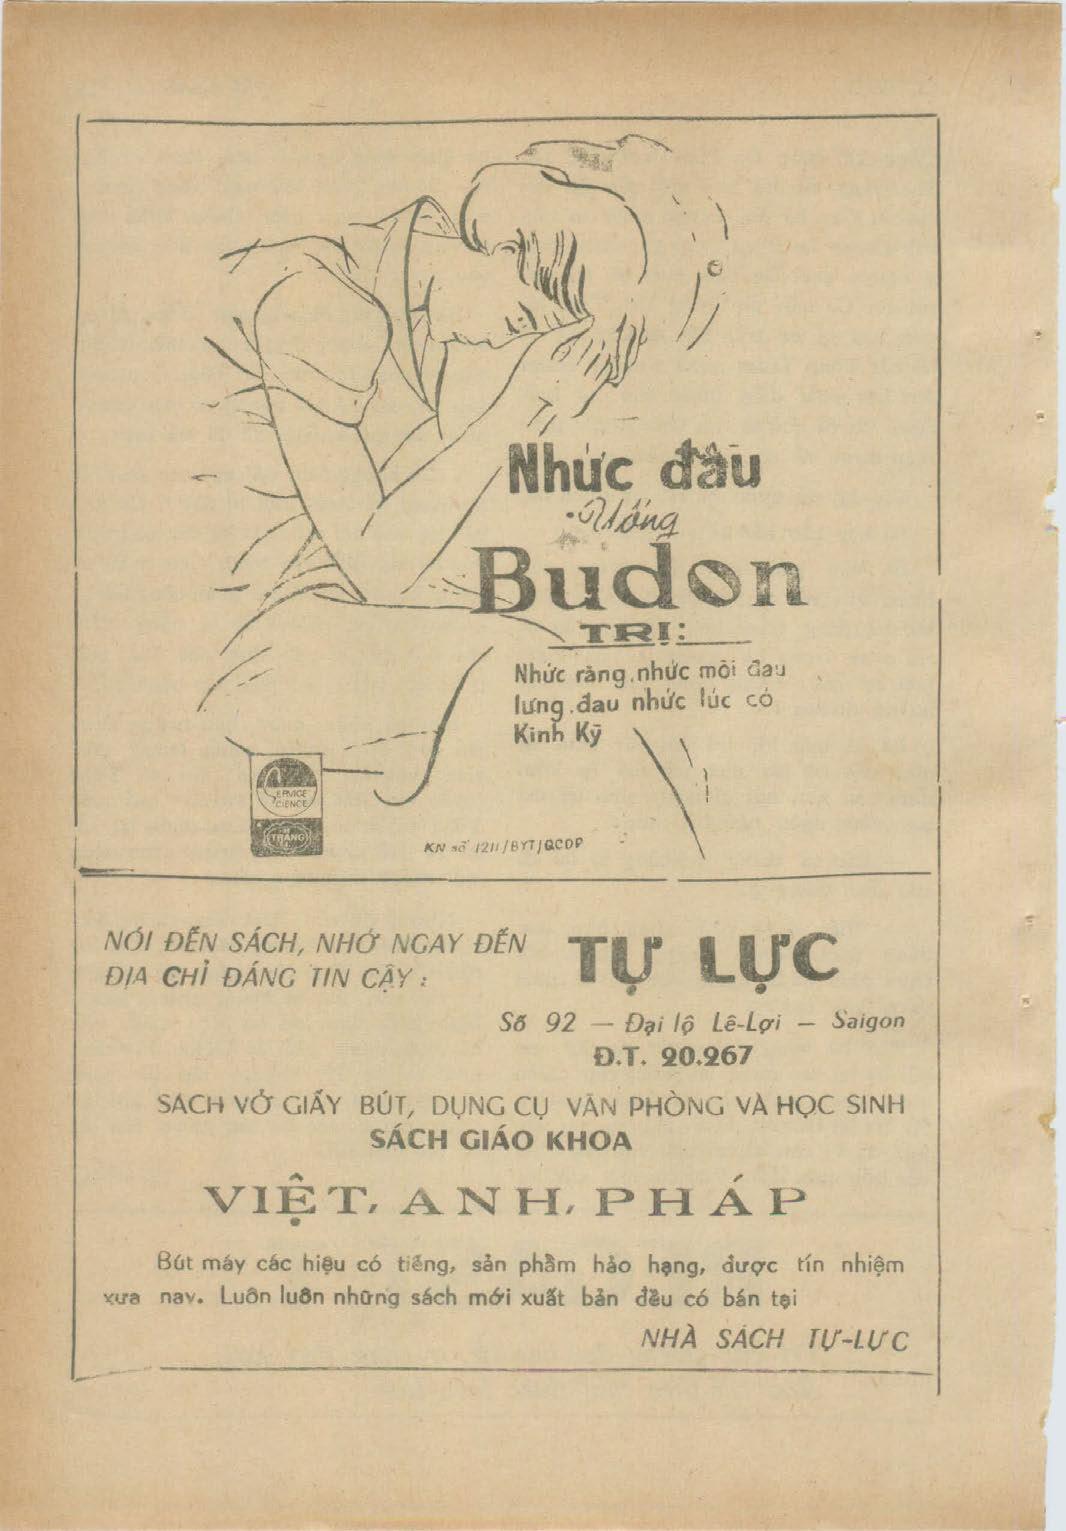 Nhức đầu
Uống
Budon
TRỊ:
Nhức răng, nhức mỏi đau
lưng, đau nhức lúc có
Kinh Kỳ
SERVICE
SCIENCE
TRANG
KN số 1211/BYT/QCDP
NÓI ĐẾN SÁCH, NHỚ NGAY ĐẾN
ĐỊA CHỈ ĐÁNG TIN CẬY :
TỰ LỰC
Số 92 — Đại lộ Lê-Lợi — Saigon
Đ.T. 20.267
SÁCH VỞ GIẤY BÚT, DỤNG CỤ VĂN PHÒNG VÀ HỌC SINH
SÁCH GIÁO KHOA
VIỆT, ANH, PHÁP
Bút máy các hiệu có tiếng, sản phẩm hảo hạng, được tín nhiệm
xưa nay. Luôn luôn những sách mới xuất bản đều có bán tại
NHÀ SÁCH TỰ-LỰC